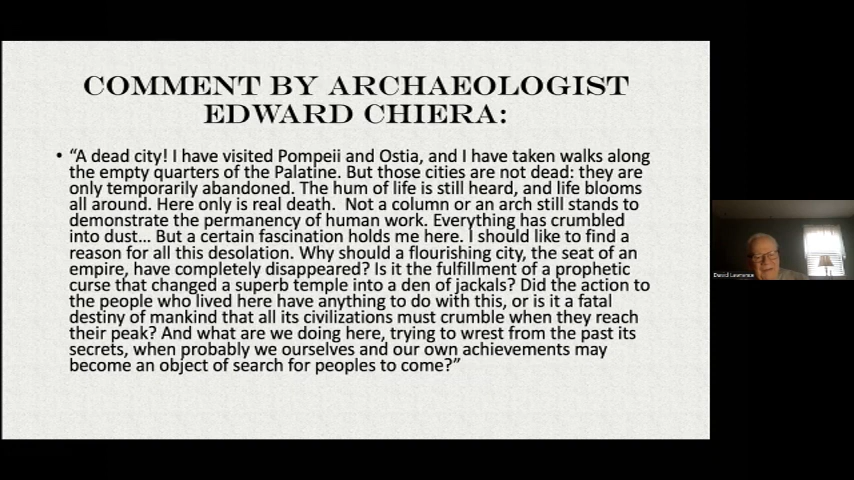 COMMENT BY ARCHAEOLOGIST
EDWARD CHIERA:
• “A dead city! I have visited Pompeii and Ostia, and I have taken walks along
the empty quarters of the Palatine. But those cities are not dead: they are
only temporarily abandoned. The hum of life is still heard, and life blooms
all around. Here only is real death. Not a column or an arch still stands to
demonstrate the permanency of human work. Everything has crumbled
into dust... But a certain fascination holds me here. I should like to find a
reason for all this desolation. Why should a flourishing city, the seat of an
empire, have completely disappeared? Is it the fulfillment of a prophetic
curse that changed a superb temple into a den of jackals? Did the action to
the people who lived here have anything to do with this, or is it a fatal
destiny of mankind that all its civilizations must crumble when they reach
their peak? And what are we doing here, trying to wrest from the past its
secrets, when probably we ourselves and our own achievements may
become an object of search for peoples to come?”
David Lawrence